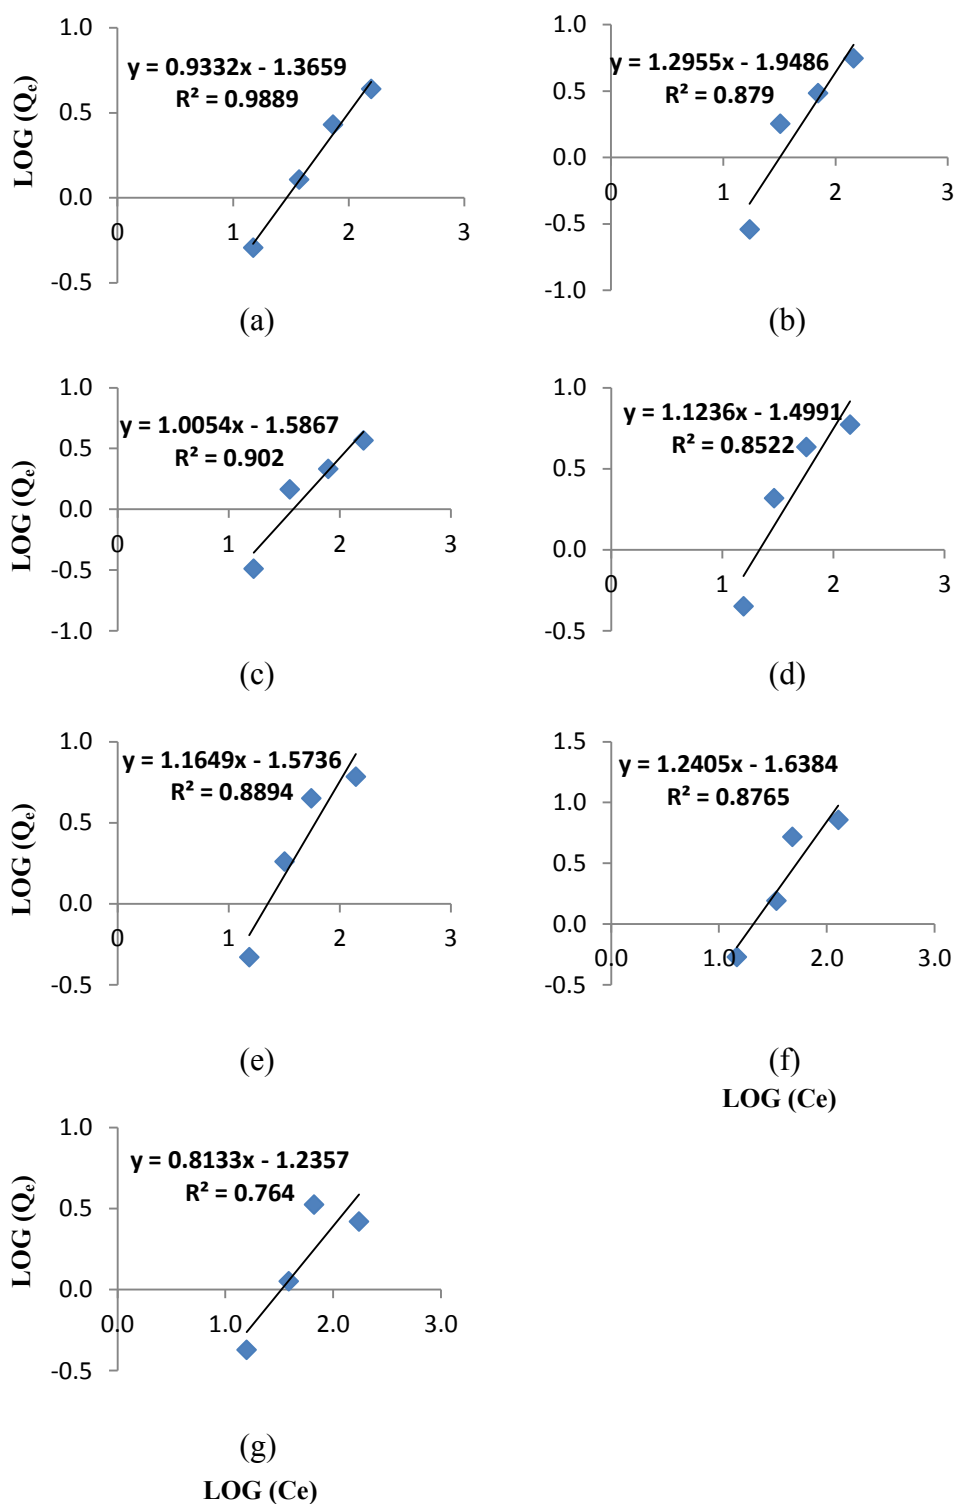 1.0
y = 0.9332x - 1.3659
R² = 0.9889
0.5
0.0
0 1 2 3
-0.5
LOG (Qe)
(a)
1.0
y = 1.2955x - 1.9486
R² = 0.879
0.5
0.0
0 1 2 3
-0.5
-1.0
(b)
1.0
y = 1.0054x - 1.5867
R² = 0.902
0.5
0.0
0 1 2 3
-0.5
-1.0
LOG (Qe)
(c)
1.0
y = 1.1236x - 1.4991
R² = 0.8522
0.5
0.0
0 1 2 3
-0.5
(d)
1.0
y = 1.1649x - 1.5736
R² = 0.8894
0.5
0.0
0 1 2 3
-0.5
LOG (Qe)
(e)
1.5
y = 1.2405x - 1.6384
R² = 0.8765
1.0
0.5
0.0
0.0 1.0 2.0 3.0
-0.5
(f)
LOG (Ce)
1.0
y = 0.8133x - 1.2357
R² = 0.764
0.5
0.0
0.0 1.0 2.0 3.0
-0.5
LOG (Qe)
(g)
LOG (Ce)